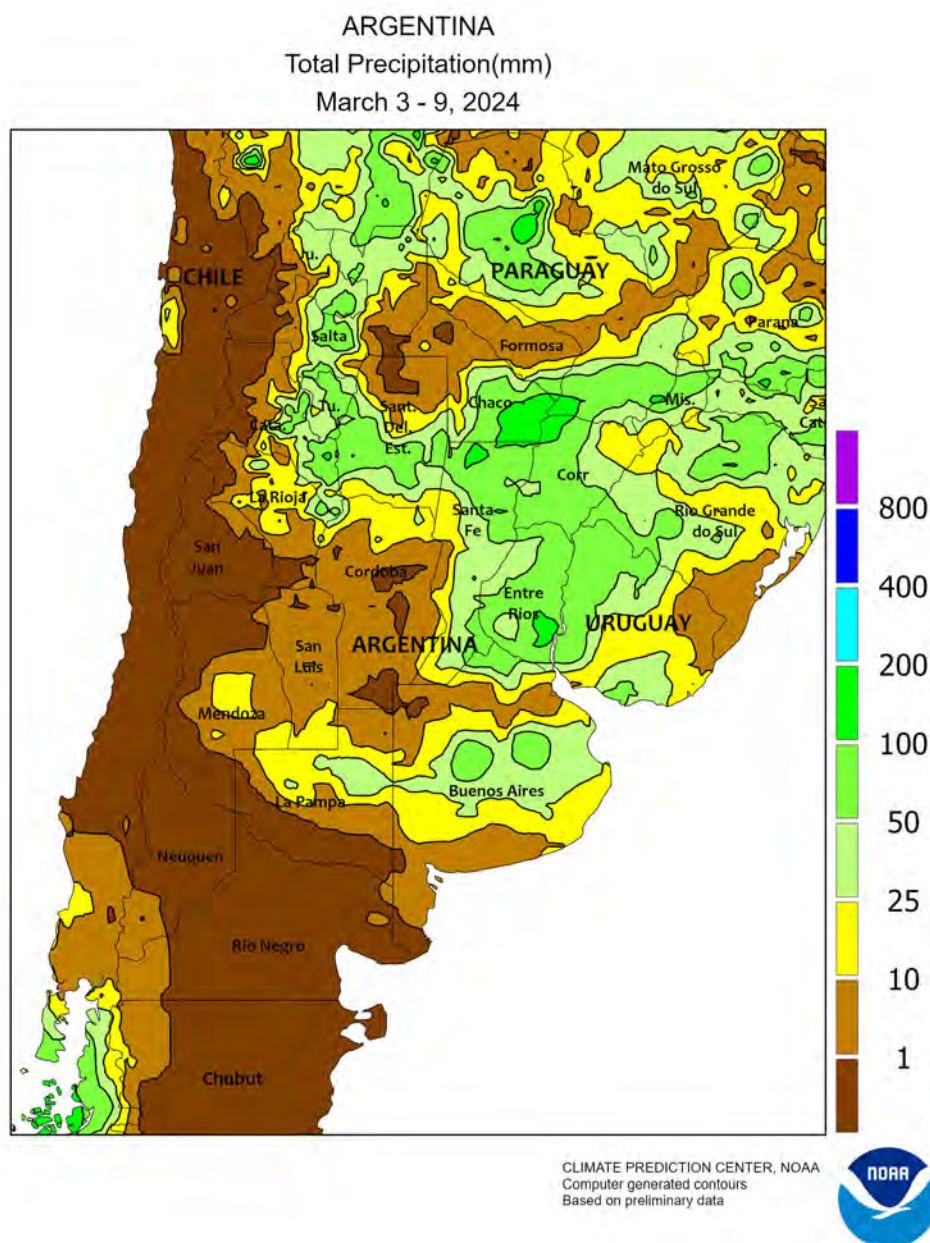 ARGENTINA
Total Precipitation(mm)
March 3 - 9, 2024
Mato Grosso
do Sul
CHILE
PARAGUAY
Parana
Salta
Formosa
Chaco
Mis.
Tu.
Sant.
Del.
Est.
Cata.
Corr
La Rioja
Santa
Fe
Rio Grande
do Sul
San
Juan
Cordoba
Entre
Rios
URUGUAY
ARGENTINA
San
Luis
Mendoza
Buenos Aires
La Pampa
Neuquen
Rio Negro
Chubut
800
400
200
100
50
25
10
1
CLIMATE PREDICTION CENTER, NOAA
Computer generated contours
Based on preliminary data
NOAA